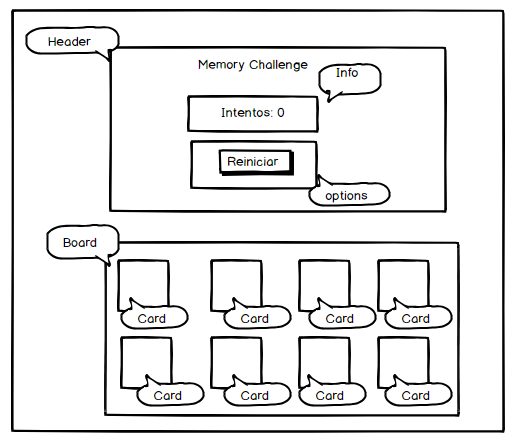 Header
Memory Challenge
Info
Intentos: 0
Reiniciar
options
Board
Card
Card
Card
Card
Card
Card
Card
Card